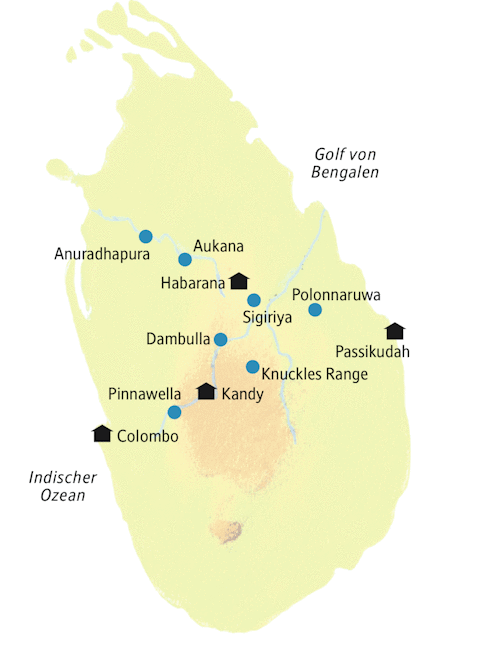 Golf von
Bengalen
Aukana
Anuradhapura
Habarana
Polonnaruwa
Sigiriya
Dambulla
Passikudah
Knuckles Range
Pinnawella
Kandy
Colombo
Indischer
Ozean